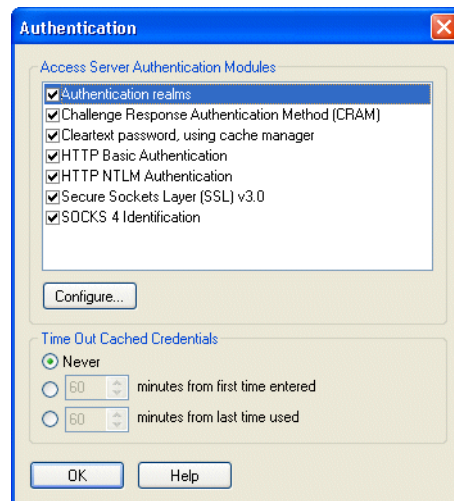 Authentication
Access Server Authentication Modules
Authentication realms
Challenge Response Authentication Method (CRAM)
Cleartext password, using cache manager
HTTP Basic Authentication
HTTP NTLM Authentication
Secure Sockets Layer (SSL) v3.0
SOCKS 4 Identification
Configure...
Time Out Cached Credentials
Never
60 minutes from first time entered
60 minutes from last time used
OK Help